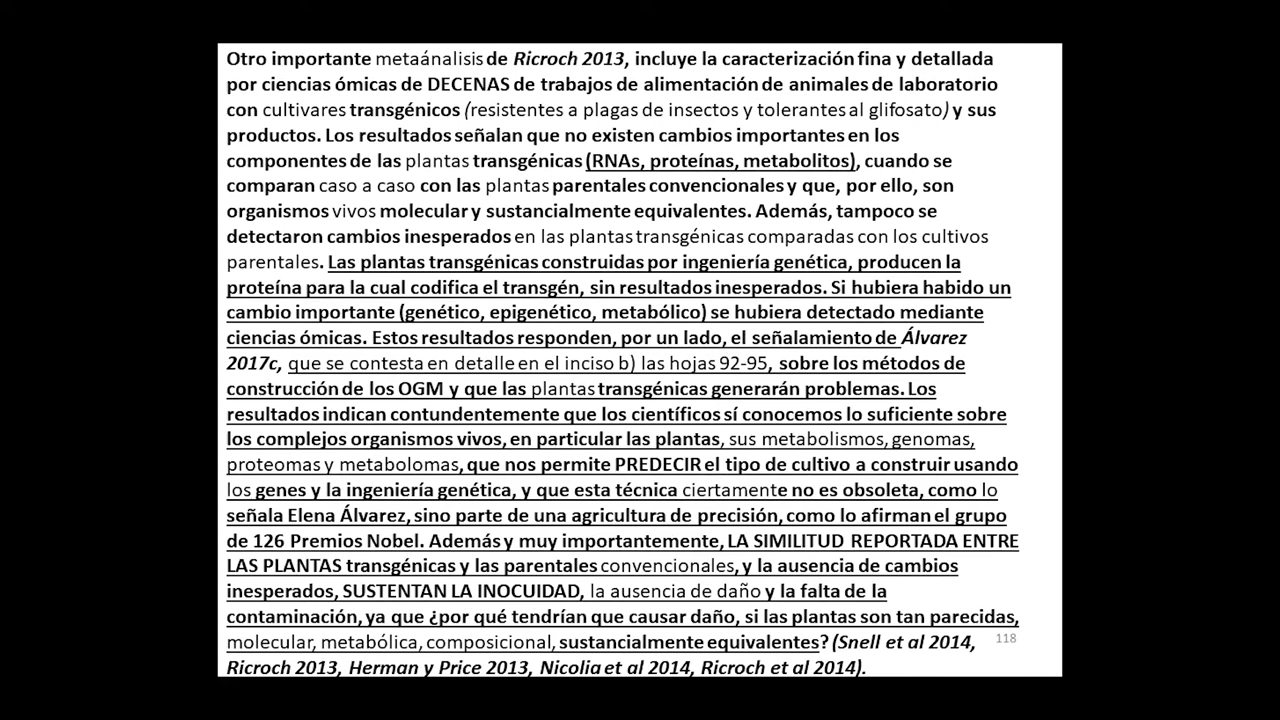 Otro importante metaánalisis de Ricroch 2013, incluye la caracterización fina y detallada
por ciencias ómicas de DECENAS de trabajos de alimentación de animales de laboratorio
con cultivares transgénicos (resistentes a plagas de insectos y tolerantes al glifosato) y sus
productos. Los resultados señalan que no existen cambios importantes en los
componentes de las plantas transgénicas (RNAs, proteínas, metabolitos), cuando se
comparan caso a caso con las plantas parentales convencionales y que, por ello, son
organismos vivos molecular y sustancialmente equivalentes. Además, tampoco se
detectaron cambios inesperados en las plantas transgénicas comparadas con los cultivos
parentales. Las plantas transgénicas construidas por ingeniería genética, producen la
proteína para la cual codifica el transgén, sin resultados inesperados. Si hubiera habido un
cambio importante (genético, epigenético, metabólico) se hubiera detectado mediante
ciencias ómicas. Estos resultados responden, por un lado, el señalamiento de Álvarez
2017c, que se contesta en detalle en el inciso b) las hojas 92-95, sobre los métodos de
construcción de los OGM y que las plantas transgénicas generarán problemas. Los
resultados indican contundentemente que los científicos sí conocemos lo suficiente sobre
los complejos organismos vivos, en particular las plantas, sus metabolismos, genomas,
proteomas y metabolomas, que nos permite PREDECIR el tipo de cultivo a construir usando
los genes y la ingeniería genética, y que esta técnica ciertamente no es obsoleta, como lo
señala Elena Álvarez, sino parte de una agricultura de precisión, como lo afirman el grupo
de 126 Premios Nobel. Además y muy importantemente, LA SIMILITUD REPORTADA ENTRE
LAS PLANTAS transgénicas y las parentales convencionales, y la ausencia de cambios
inesperados, SUSTENTAN LA INOCUIDAD, la ausencia de daño y la falta de la
contaminación, ya que ¿por qué tendrían que causar daño, si las plantas son tan parecidas,
molecular, metabólica, composicional, sustancialmente equivalentes? (Snell et al 2014,
Ricroch 2013, Herman y Price 2013, Nicolia et al 2014, Ricroch et al 2014).
118